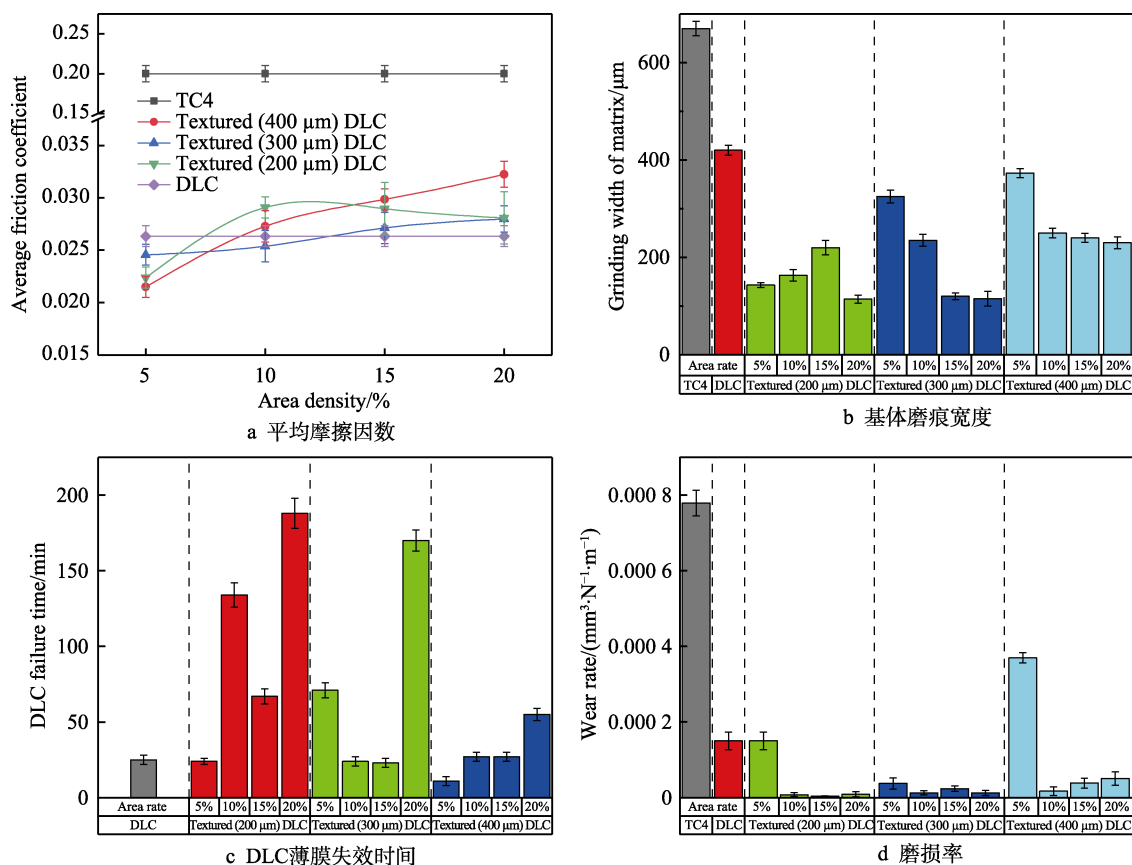 0.25
0.20
0.15
0.030
0.025
0.020
0.015
Average friction coefficient
TC4
Textured (400 μm) DLC
Textured (300 μm) DLC
Textured (200 μm) DLC
DLC
5 10 15 20
Area density/%
a 平均摩擦因数
600
400
200
0
Grinding width of matrix/μm
Area rate 5% 10% 15% 20% 5% 10% 15% 20% 5% 10% 15% 20%
TC4 DLC Textured (200 μm) DLC Textured (300 μm) DLC Textured (400 μm) DLC
b 基体磨痕宽度
200
150
100
50
0
DLC failure time/min
Area rate 5% 10% 15% 20% 5% 10% 15% 20% 5% 10% 15% 20%
DLC Textured (200 μm) DLC Textured (300 μm) DLC Textured (400 μm) DLC
c DLC薄膜失效时间
0.000 8
0.000 6
0.000 4
0.000 2
0
Wear rate/(mm³·N⁻¹·m⁻¹)
Area rate 5% 10% 15% 20% 5% 10% 15% 20% 5% 10% 15% 20%
TC4 DLC Textured (200 μm) DLC Textured (300 μm) DLC Textured (400 μm) DLC
d 磨损率